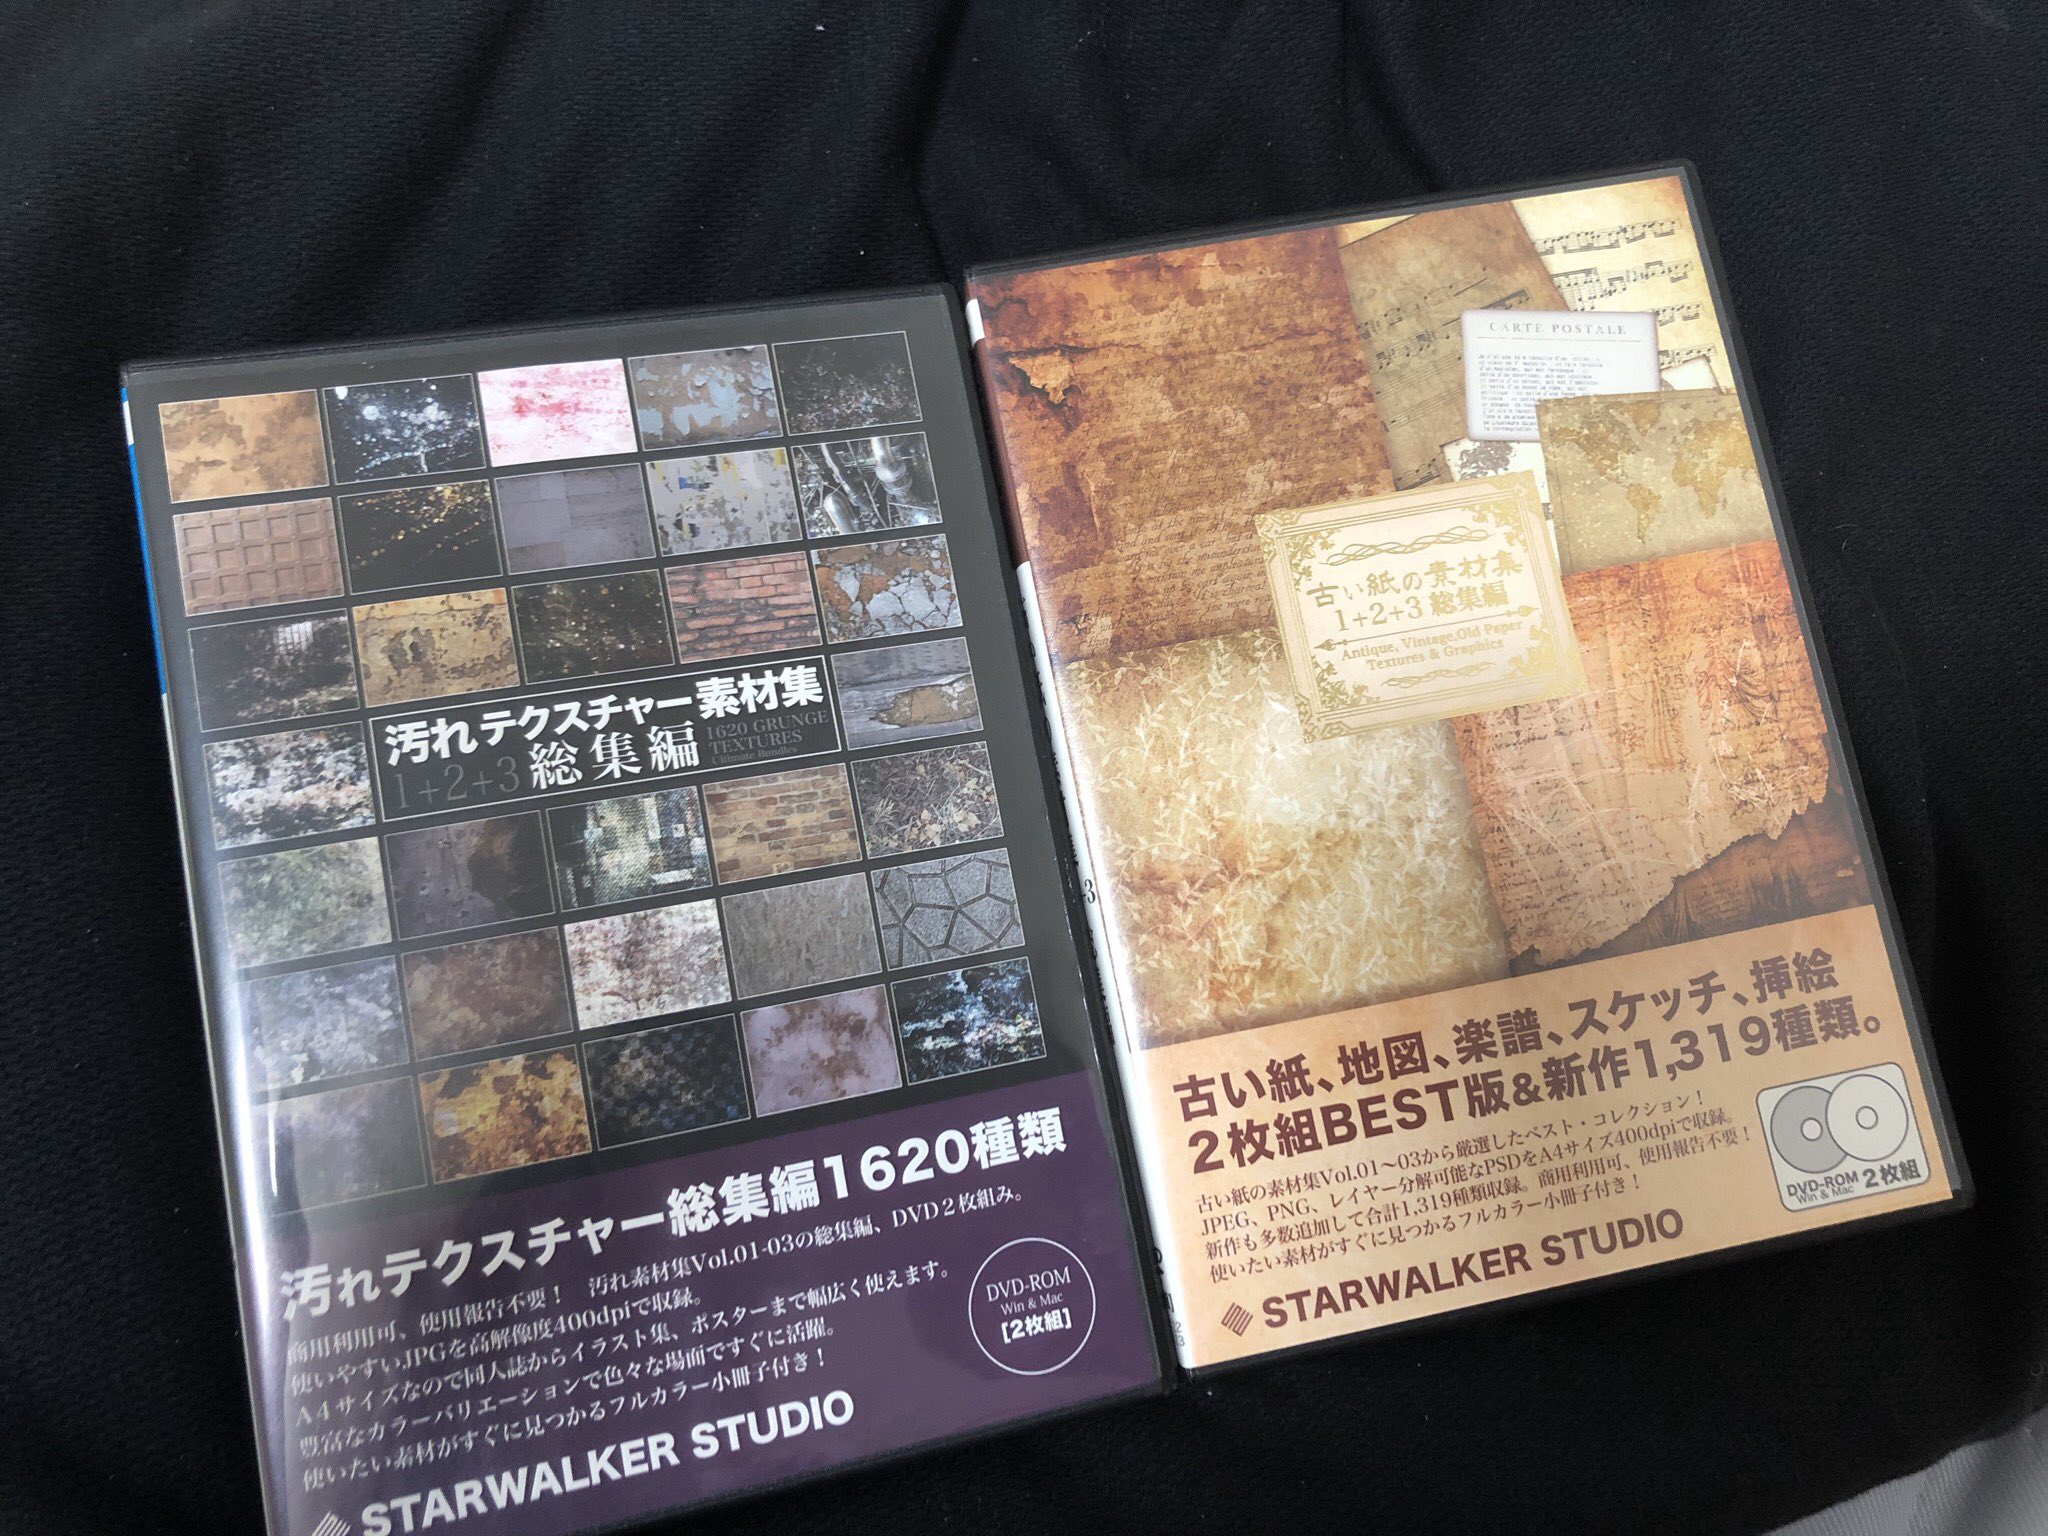 汚れテクスチャー素材集
1+2+3 総集編
1620 GRUNGE
TEXTURES
Ultimate Bundles
汚れテクスチャー総集編1620種類
商用利用可、使用報告不要！ 汚れ素材集Vol.01-03の総集編、DVD2枚組み。
使いやすいJPGを高解像度400dpiで収録。
A4サイズなので同人誌からイラスト集、ポスターまで幅広く使えます。
豊富なカラーバリエーションで色々な場面ですぐに活躍。
使いたい素材がすぐに見つかるフルカラー小冊子付き！
DVD-ROM
Win & Mac
[2枚組]
STARWALKER STUDIO
CARTE POSTALE
古い紙の素材集
1+2+3 総集編
Antique, Vintage, Old Paper
Textures & Graphics
古い紙、地図、楽譜、スケッチ、挿絵
2枚組BEST版&新作1,319種類。
古い紙の素材集Vol.01〜03から厳選したベスト・コレクション！
JPEG、PNG、レイヤー分解可能なPSDをA4サイズ400dpiで収録。
新作も多数追加して合計1,319種類収録。商用利用可、使用報告不要！
使いたい素材がすぐに見つかるフルカラー小冊子付き！
DVD-ROM
Win & Mac
2枚組
STARWALKER STUDIO